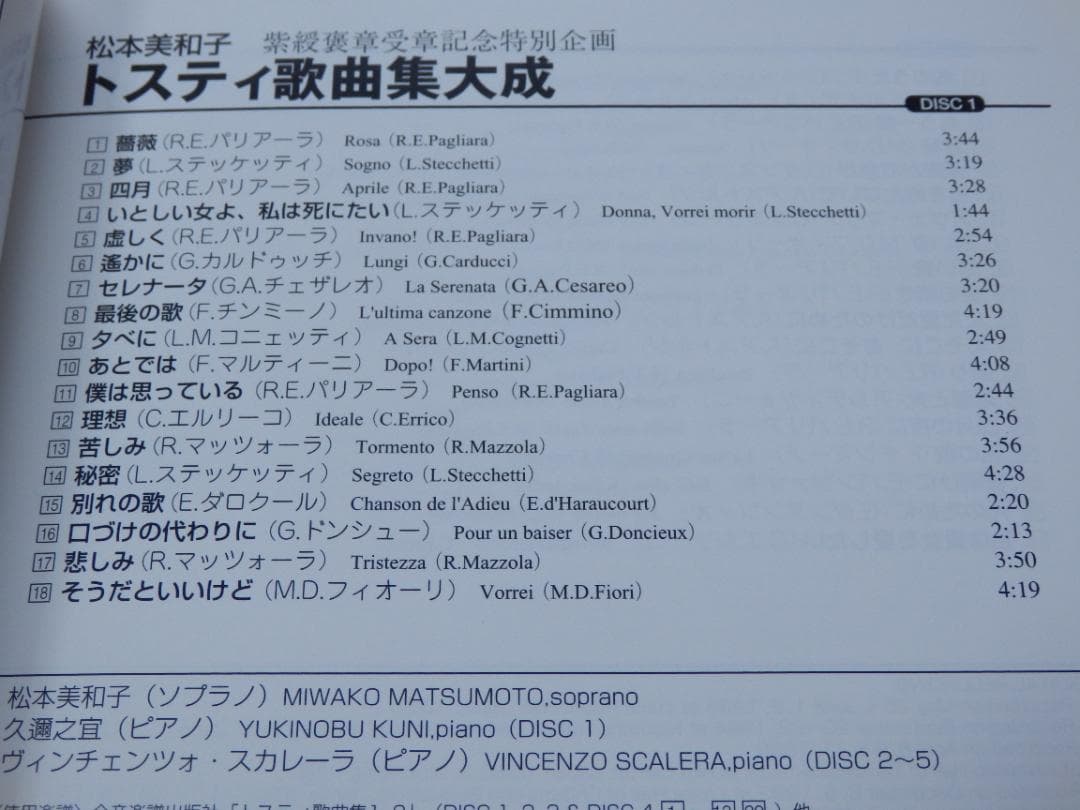 松本美和子 紫綬褒章受章記念特別企画
トスティ歌曲集大成
DISC 1
1 薔薇(R.E.パリアーラ) Rosa(R.E.Pagliara) 3:44
2 夢(L.ステッケッティ) Sogno(L.Stecchetti) 3:19
3 四月(R.E.パリアーラ) Aprile(R.E.Pagliara) 3:28
4 いとしい女よ、私は死にたい(L.ステッケッティ) Donna, Vorrei morir(L.Stecchetti) 1:44
5 虚しく(R.E.パリアーラ) Invano!(R.E.Pagliara) 2:54
6 遙かに(G.カルドゥッチ) Lungi(G.Carducci) 3:26
7 セレナータ(G.A.チェザレオ) La Serenata(G.A.Cesareo) 3:20
8 最後の歌(F.チンミーノ) L'ultima canzone(F.Cimmino) 4:19
9 夕べに(L.M.コニェッティ) A Sera(L.M.Cognetti) 2:49
10 あとでは(F.マルティーニ) Dopo!(F.Martini) 4:08
11 僕は思っている(R.E.パリアーラ) Penso(R.E.Pagliara) 2:44
12 理想(C.エルリーコ) Ideale(C.Errico) 3:36
13 苦しみ(R.マッツォーラ) Tormento(R.Mazzola) 3:56
14 秘密(L.ステッケッティ) Segreto(L.Stecchetti) 4:28
15 別れの歌(E.ダロクール) Chanson de l'Adieu(E.d'Haraucourt) 2:20
16 口づけの代わりに(G.ドンシュー) Pour un baiser(G.Doncieux) 2:13
17 悲しみ(R.マッツォーラ) Tristezza(R.Mazzola) 3:50
18 そうだといいけど(M.D.フィオーリ) Vorrei(M.D.Fiori) 4:19
松本美和子(ソプラノ)MIWAKO MATSUMOTO,soprano
久邇之宜(ピアノ) YUKINOBU KUNI,piano(DISC 1)
ヴィンチェンツォ・スカレーラ(ピアノ)VINCENZO SCALERA,piano(DISC 2〜5)